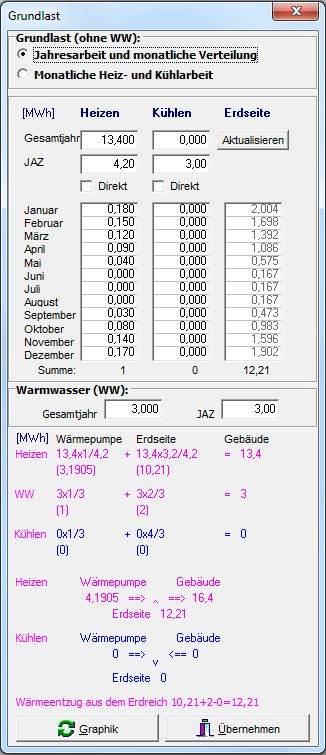 Grundlast
Grundlast (ohne WW):
Jahresarbeit und monatliche Verteilung
Monatliche Heiz- und Kühlarbeit
[MWh] Heizen Kühlen Erdseite
Gesamtjahr 13,400 0,000 Aktualisieren
JAZ 4,20 3,00
Direkt Direkt
Januar 0,180 0,000 2,004
Februar 0,150 0,000 1,698
März 0,120 0,000 1,392
April 0,090 0,000 1,086
Mai 0,040 0,000 0,575
Juni 0,000 0,000 0,167
Juli 0,000 0,000 0,167
August 0,000 0,000 0,167
September 0,030 0,000 0,473
Oktober 0,080 0,000 0,983
November 0,140 0,000 1,596
Dezember 0,170 0,000 1,902
Summe: 1 0 12,21
Warmwasser (WW):
Gesamtjahr 3,000 JAZ 3,00
[MWh] Wärmepumpe Erdseite Gebäude
Heizen 13,4x1/4,2 + 13,4x3,2/4,2 = 13,4
(3,1905) (10,21)
WW 3x1/3 + 3x2/3 = 3
(1) (2)
Kühlen 0x1/3 + 0x4/3 = 0
(0) (0)
Heizen Wärmepumpe Gebäude
4,1905 ==> ^ ==> 16,4
Erdseite 12,21
Kühlen Wärmepumpe Gebäude
0 ==> v <== 0
Erdseite 0
Wärmeentzug aus dem Erdreich 10,21+2-0=12,21
Graphik Übernehmen